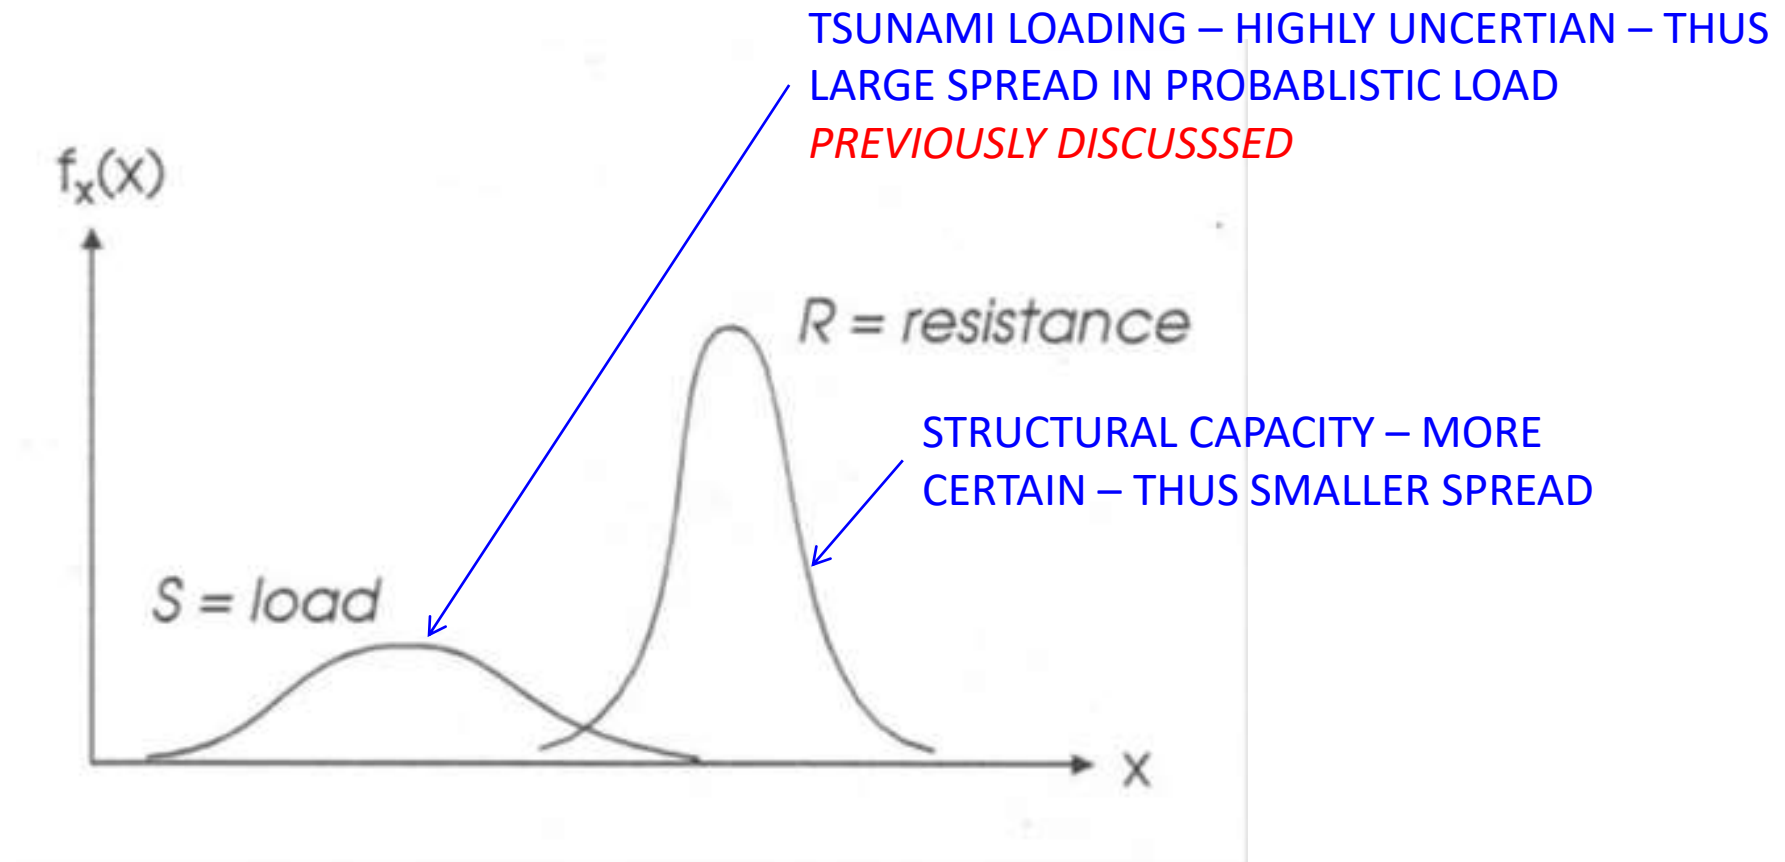 TSUNAMI LOADING – HIGHLY UNCERTIAN – THUS
LARGE SPREAD IN PROBABLISTIC LOAD
PREVIOUSLY DISCUSSSED
fx(x)
R = resistance
STRUCTURAL CAPACITY – MORE
CERTAIN – THUS SMALLER SPREAD
S = load
x